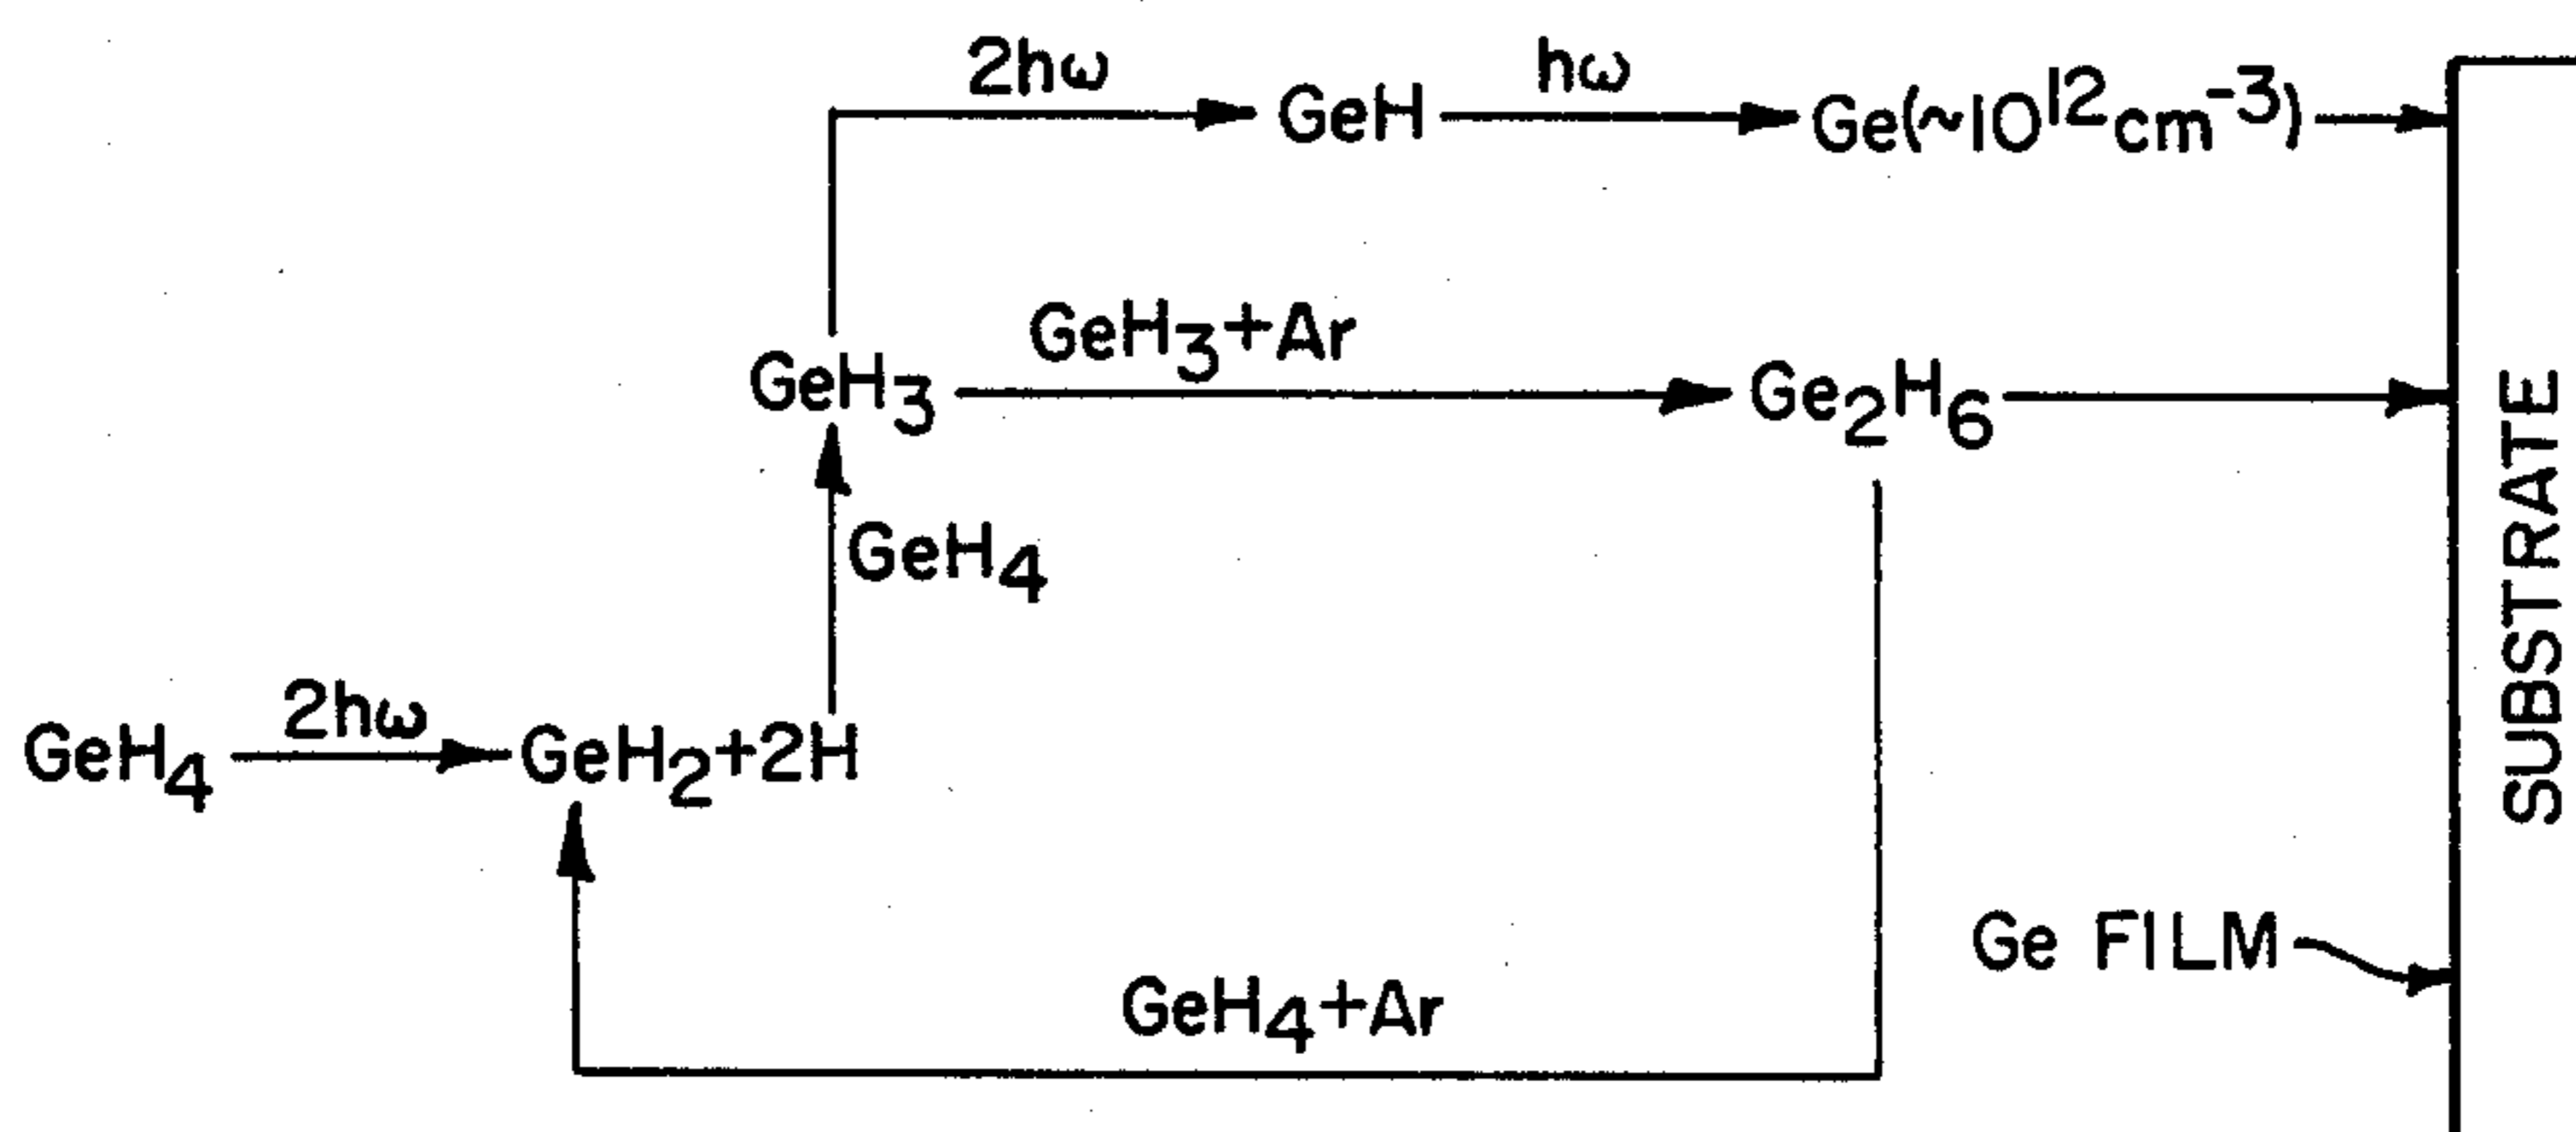 2hω
hω
GeH
Ge(~10¹²cm⁻³)
GeH₃+Ar
GeH₃
Ge₂H₆
SUBSTRATE
GeH₄
2hω
GeH₄
GeH₂+2H
Ge FILM
GeH₄+Ar